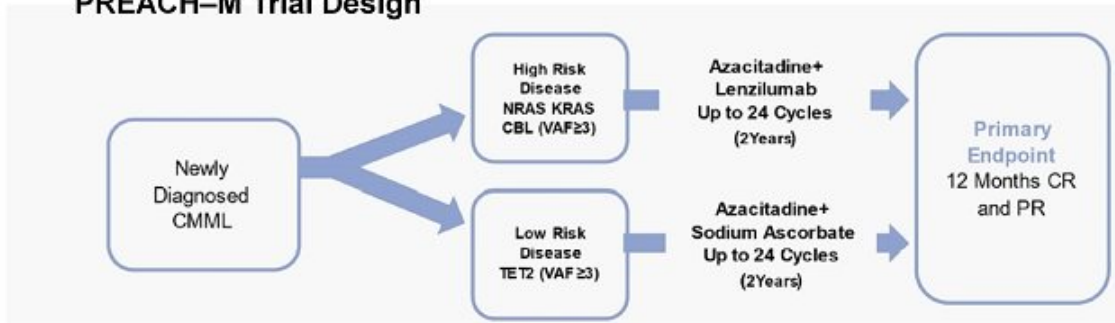 PREACH–M Trial Design
Newly
Diagnosed
CMML
High Risk
Disease
NRAS KRAS
CBL (VAF≥3)
Azacitadine+
Lenzilumab
Up to 24 Cycles
(2Years)
Low Risk
Disease
TET2 (VAF≥3)
Azacitadine+
Sodium Ascorbate
Up to 24 Cycles
(2Years)
Primary
Endpoint
12 Months CR
and PR